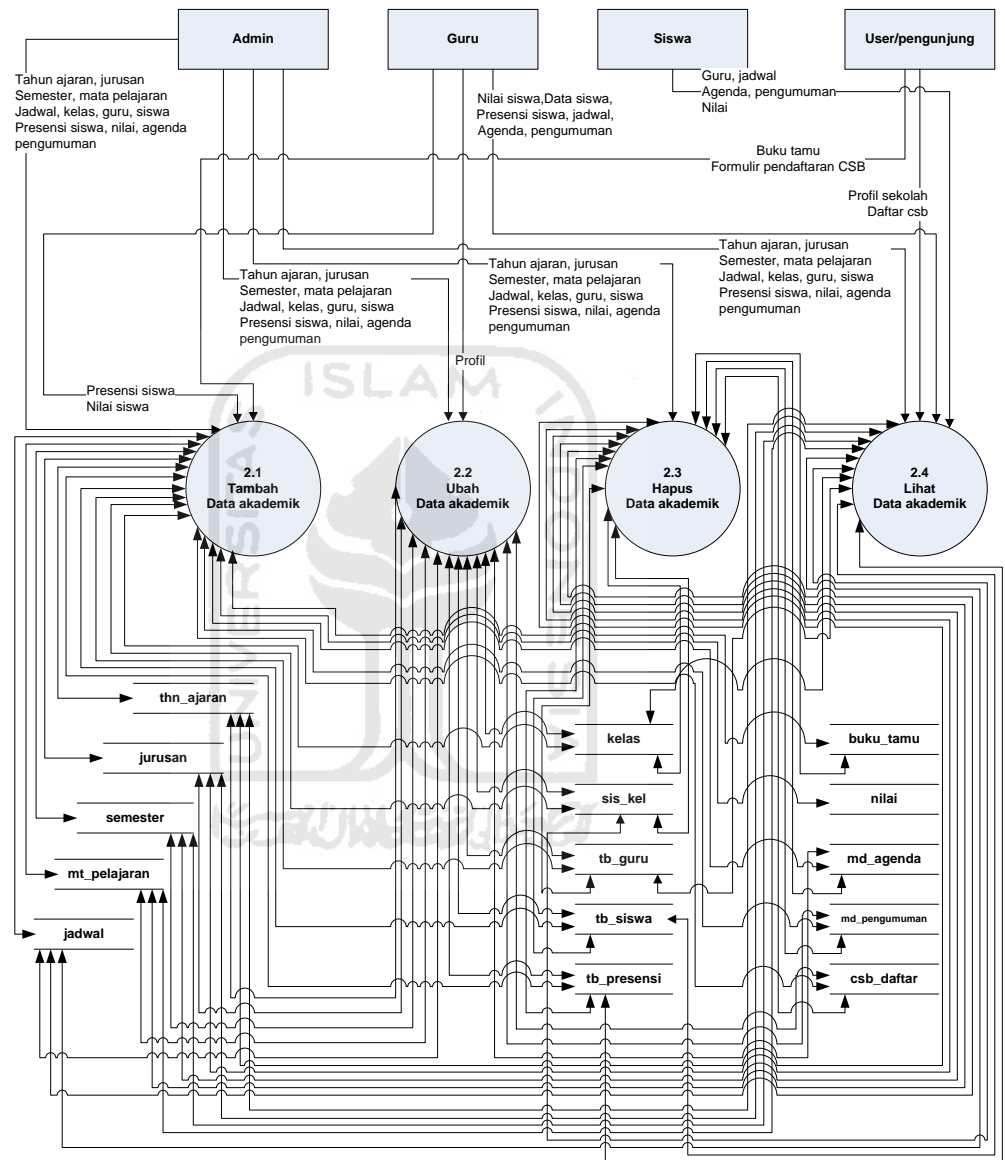 Admin
Guru
Siswa
User/pengunjung
Tahun ajaran, jurusan
Semester, mata pelajaran
Jadwal, kelas, guru, siswa
Presensi siswa, nilai, agenda
pengumuman
Nilai siswa,Data siswa,
Presensi siswa, jadwal,
Agenda, pengumuman
Guru, jadwal
Agenda, pengumuman
Nilai
Buku tamu
Formulir pendaftaran CSB
Profil sekolah
Daftar csb
Tahun ajaran, jurusan
Semester, mata pelajaran
Jadwal, kelas, guru, siswa
Presensi siswa, nilai, agenda
pengumuman
Tahun ajaran, jurusan
Semester, mata pelajaran
Jadwal, kelas, guru, siswa
Presensi siswa, nilai, agenda
pengumuman
Tahun ajaran, jurusan
Semester, mata pelajaran
Jadwal, kelas, guru, siswa
Presensi siswa, nilai, agenda
pengumuman
Profil
Presensi siswa
Nilai siswa
ISLAM
UNIVERSITAS
INDONESIA
2.1
Tambah
Data akademik
2.2
Ubah
Data akademik
2.3
Hapus
Data akademik
2.4
Lihat
Data akademik
thn_ajaran
jurusan
semester
mt_pelajaran
jadwal
kelas
sis_kel
tb_guru
tb_siswa
tb_presensi
buku_tamu
nilai
md_agenda
md_pengumuman
csb_daftar